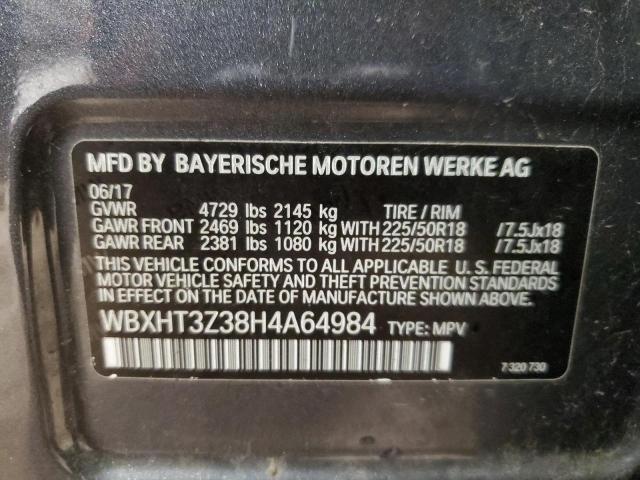 MFD BY BAYERISCHE MOTOREN WERKE AG
06/17
GVWR 4729 lbs 2145 kg TIRE / RIM
GAWR FRONT 2469 lbs 1120 kg WITH 225/50R18 / 7.5Jx18
GAWR REAR 2381 lbs 1080 kg WITH 225/50R18 / 7.5Jx18
THIS VEHICLE CONFORMS TO ALL APPLICABLE U. S. FEDERAL
MOTOR VEHICLE SAFETY AND THEFT PREVENTION STANDARDS
IN EFFECT ON THE DATE OF MANUFACTURE SHOWN ABOVE.
WBXHT3Z38H4A64984 TYPE: MPV
7 320 730